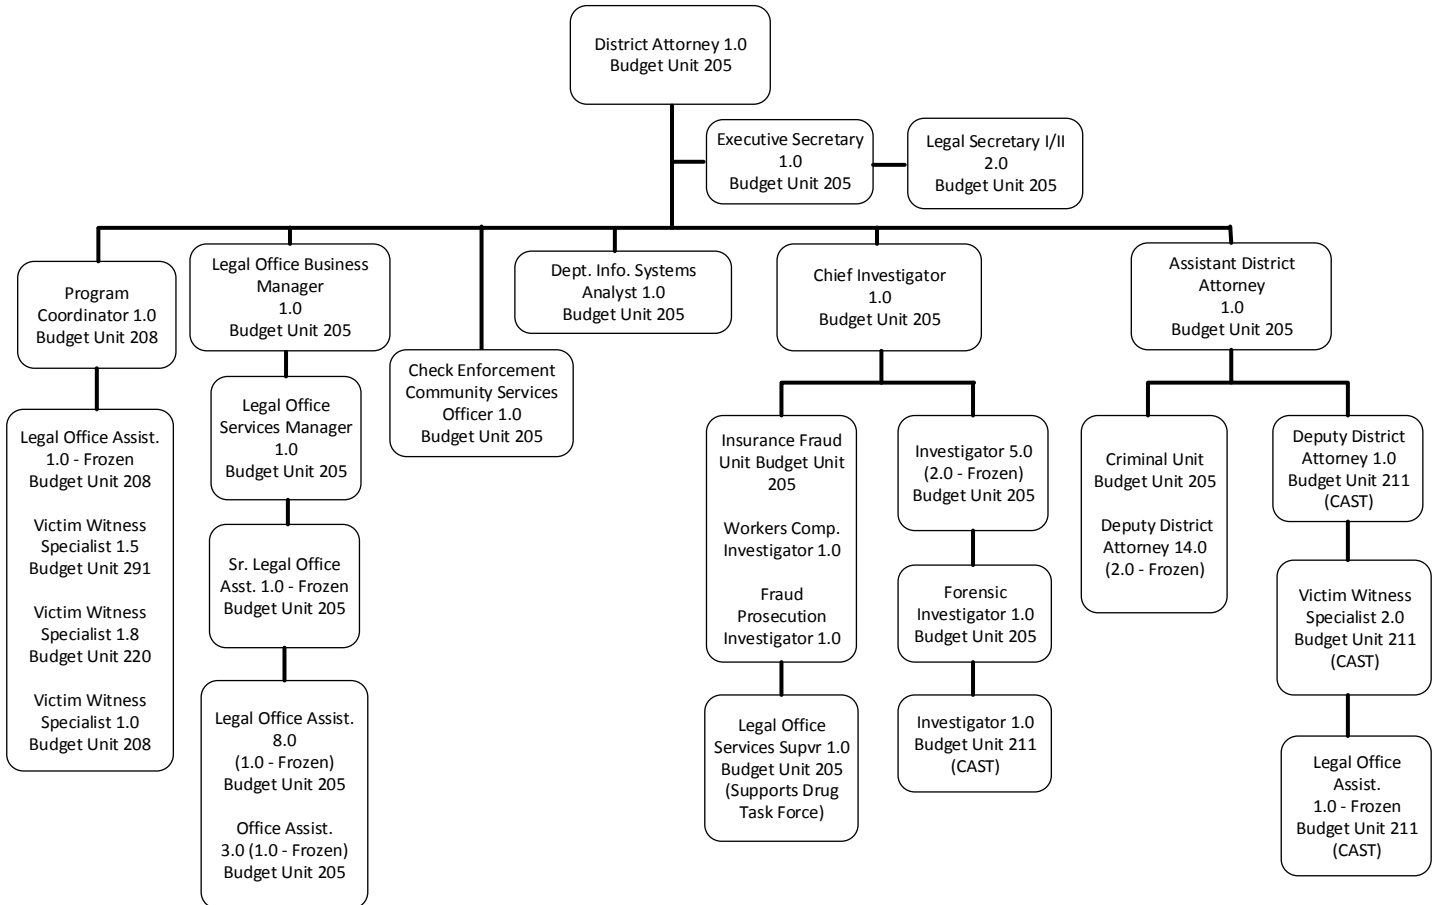 District Attorney 1.0
Budget Unit 205
Executive Secretary
1.0
Budget Unit 205
Legal Secretary I/II
2.0
Budget Unit 205
Program
Coordinator 1.0
Budget Unit 208
Legal Office Business
Manager
1.0
Budget Unit 205
Check Enforcement
Community Services
Officer 1.0
Budget Unit 205
Dept. Info. Systems
Analyst 1.0
Budget Unit 205
Chief Investigator
1.0
Budget Unit 205
Assistant District
Attorney
1.0
Budget Unit 205
Legal Office Assist.
1.0 - Frozen
Budget Unit 208
Victim Witness
Specialist 1.5
Budget Unit 291
Victim Witness
Specialist 1.8
Budget Unit 220
Victim Witness
Specialist 1.0
Budget Unit 208
Legal Office
Services Manager
1.0
Budget Unit 205
Sr. Legal Office
Asst. 1.0 - Frozen
Budget Unit 205
Legal Office Assist.
8.0
(1.0 - Frozen)
Budget Unit 205
Office Assist.
3.0 (1.0 - Frozen)
Budget Unit 205
Insurance Fraud
Unit Budget Unit
205
Workers Comp.
Investigator 1.0
Fraud
Prosecution
Investigator 1.0
Legal Office
Services Supvr 1.0
Budget Unit 205
(Supports Drug
Task Force)
Investigator 5.0
(2.0 - Frozen)
Budget Unit 205
Forensic
Investigator 1.0
Budget Unit 205
Investigator 1.0
Budget Unit 211
(CAST)
Criminal Unit
Budget Unit 205
Deputy District
Attorney 14.0
(2.0 - Frozen)
Deputy District
Attorney 1.0
Budget Unit 211
(CAST)
Victim Witness
Specialist 2.0
Budget Unit 211
(CAST)
Legal Office
Assist.
1.0 - Frozen
Budget Unit 211
(CAST)